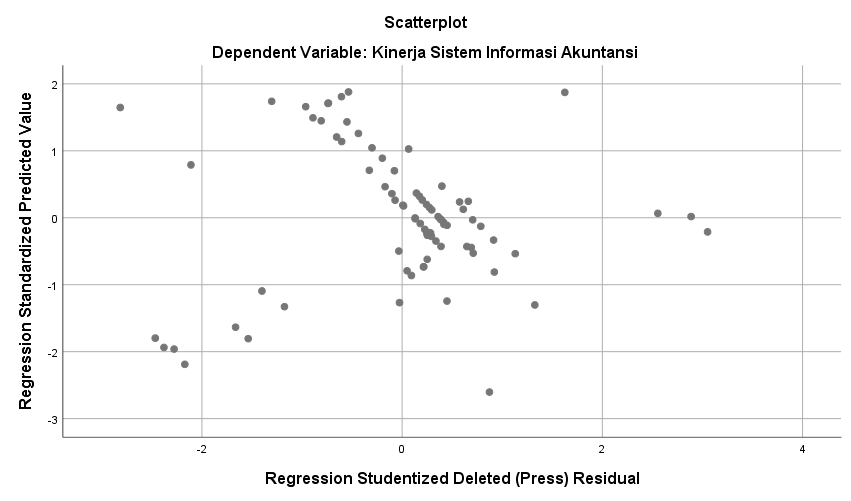 Scatterplot
Dependent Variable: Kinerja Sistem Informasi Akuntansi
Regression Standardized Predicted Value
2
1
0
-1
-2
-3
-2
0
2
4
Regression Studentized Deleted (Press) Residual